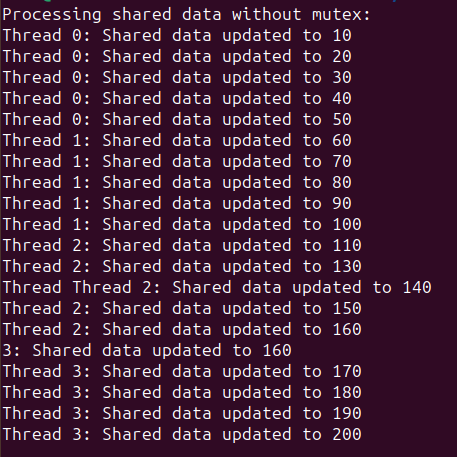 Processing shared data without mutex:
Thread 0: Shared data updated to 10
Thread 0: Shared data updated to 20
Thread 0: Shared data updated to 30
Thread 0: Shared data updated to 40
Thread 0: Shared data updated to 50
Thread 1: Shared data updated to 60
Thread 1: Shared data updated to 70
Thread 1: Shared data updated to 80
Thread 1: Shared data updated to 90
Thread 1: Shared data updated to 100
Thread 2: Shared data updated to 110
Thread 2: Shared data updated to 130
Thread Thread 2: Shared data updated to 140
Thread 2: Shared data updated to 150
Thread 2: Shared data updated to 160
3: Shared data updated to 160
Thread 3: Shared data updated to 170
Thread 3: Shared data updated to 180
Thread 3: Shared data updated to 190
Thread 3: Shared data updated to 200